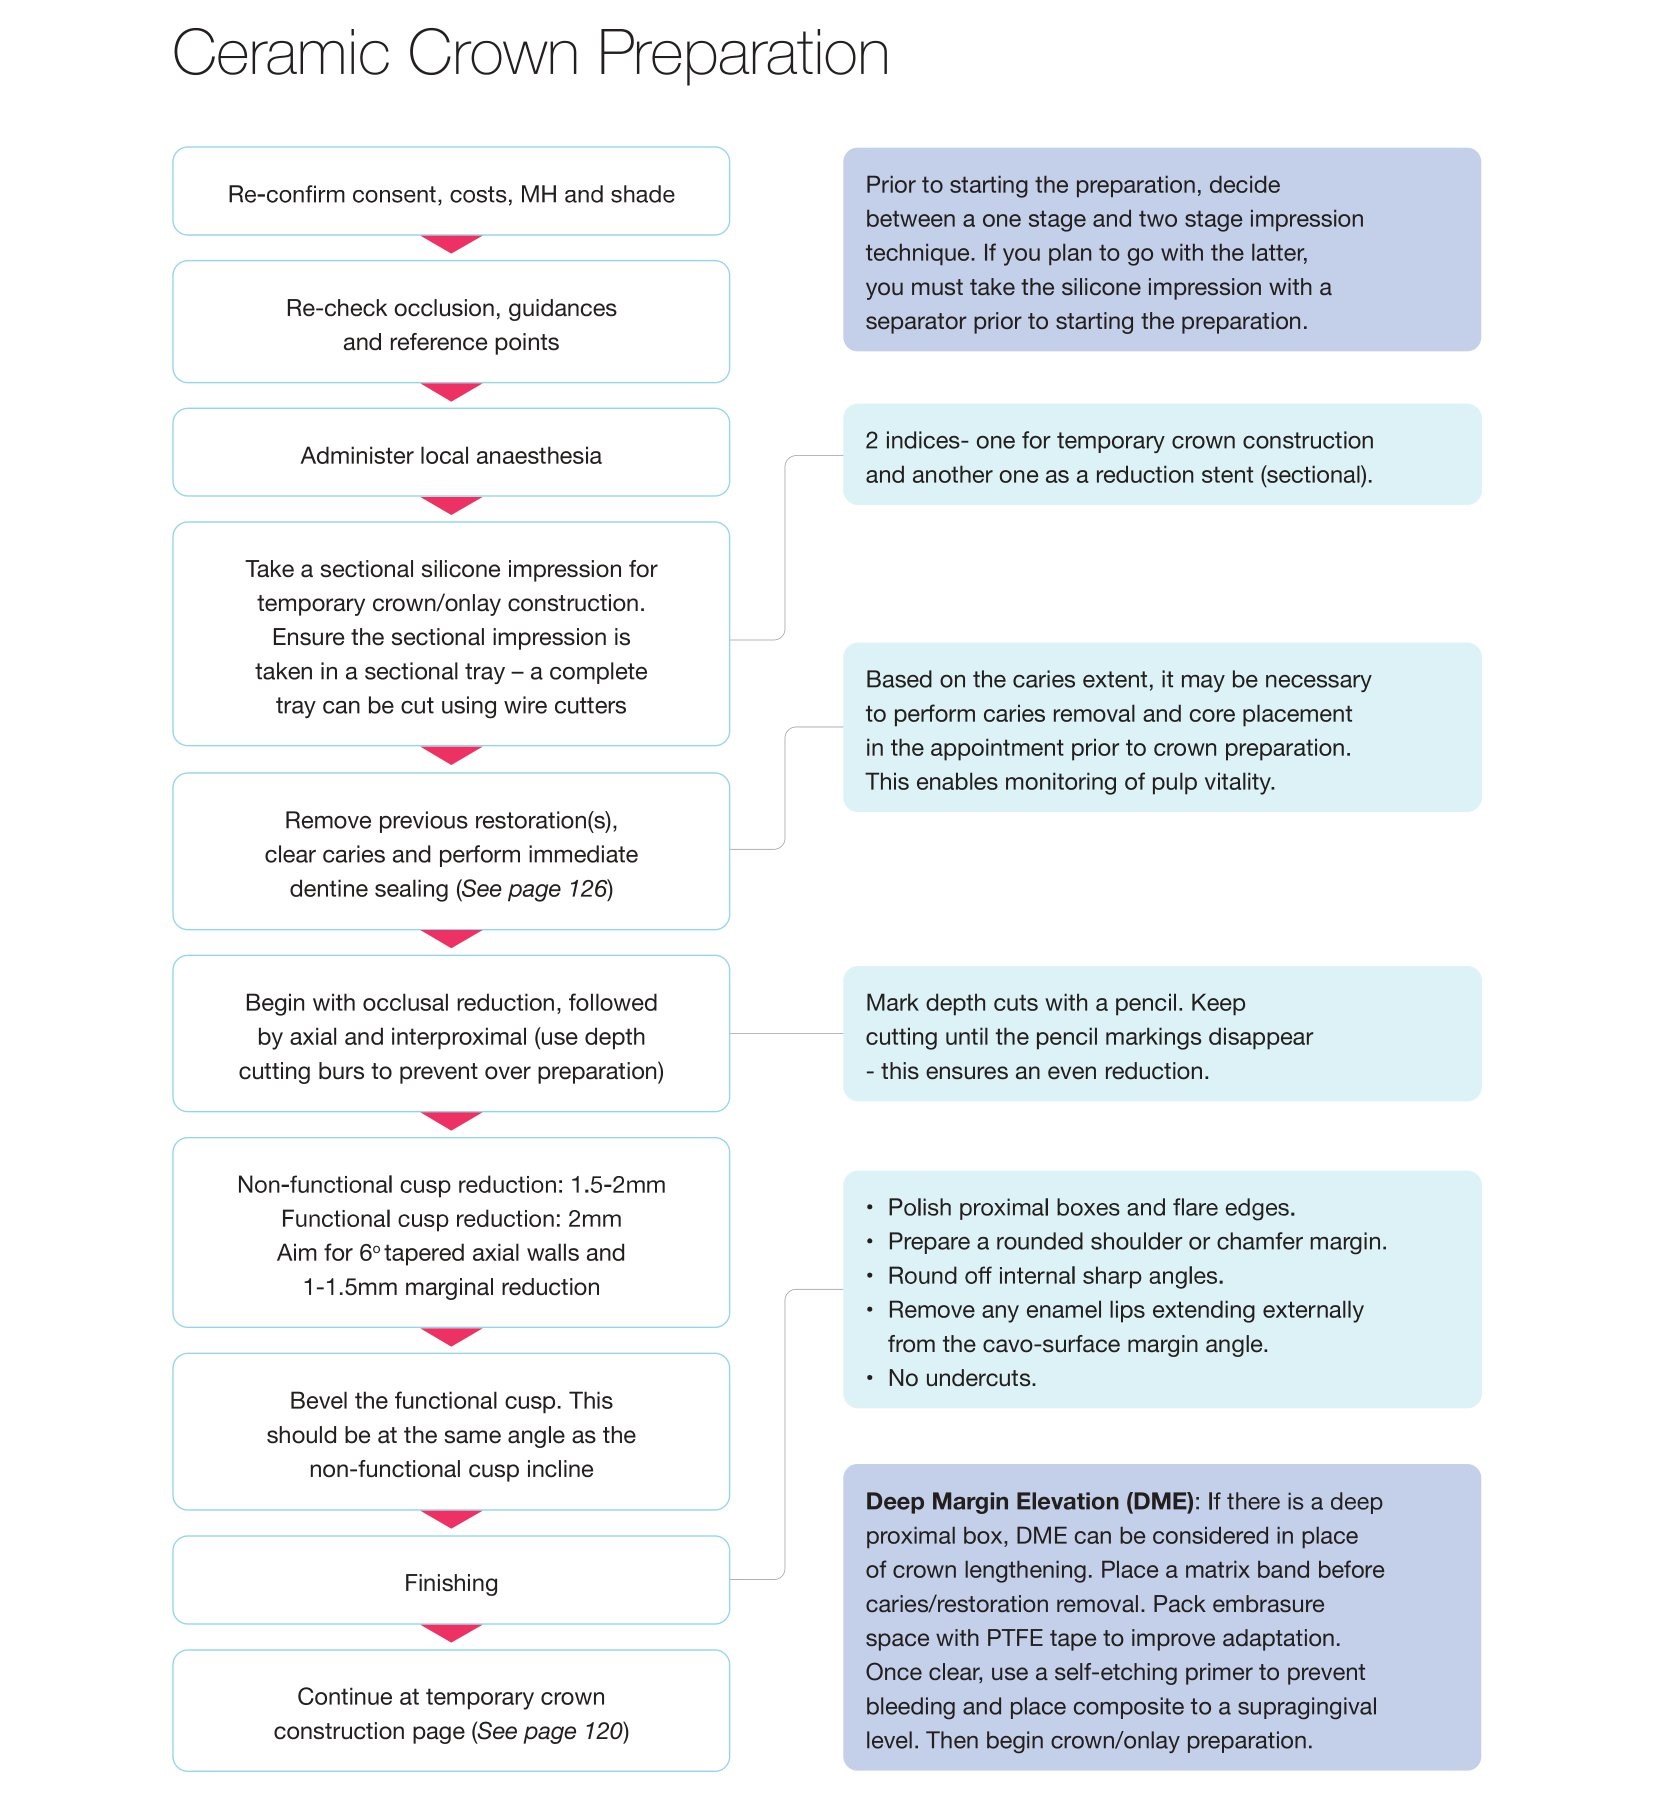 Ceramic Crown Preparation
Re-confirm consent, costs, MH and shade
Re-check occlusion, guidances
and reference points
Administer local anaesthesia
Take a sectional silicone impression for
temporary crown/onlay construction.
Ensure the sectional impression is
taken in a sectional tray – a complete
tray can be cut using wire cutters
Remove previous restoration(s),
clear caries and perform immediate
dentine sealing (See page 126)
Begin with occlusal reduction, followed
by axial and interproximal (use depth
cutting burs to prevent over preparation)
Non-functional cusp reduction: 1.5-2mm
Functional cusp reduction: 2mm
Aim for 6º tapered axial walls and
1-1.5mm marginal reduction
Bevel the functional cusp. This
should be at the same angle as the
non-functional cusp incline
Finishing
Continue at temporary crown
construction page (See page 120)
Prior to starting the preparation, decide
between a one stage and two stage impression
technique. If you plan to go with the latter,
you must take the silicone impression with a
separator prior to starting the preparation.
2 indices- one for temporary crown construction
and another one as a reduction stent (sectional).
Based on the caries extent, it may be necessary
to perform caries removal and core placement
in the appointment prior to crown preparation.
This enables monitoring of pulp vitality.
Mark depth cuts with a pencil. Keep
cutting until the pencil markings disappear
- this ensures an even reduction.
• Polish proximal boxes and flare edges.
• Prepare a rounded shoulder or chamfer margin.
• Round off internal sharp angles.
• Remove any enamel lips extending externally
from the cavo-surface margin angle.
• No undercuts.
Deep Margin Elevation (DME): If there is a deep
proximal box, DME can be considered in place
of crown lengthening. Place a matrix band before
caries/restoration removal. Pack embrasure
space with PTFE tape to improve adaptation.
Once clear, use a self-etching primer to prevent
bleeding and place composite to a supragingival
level. Then begin crown/onlay preparation.